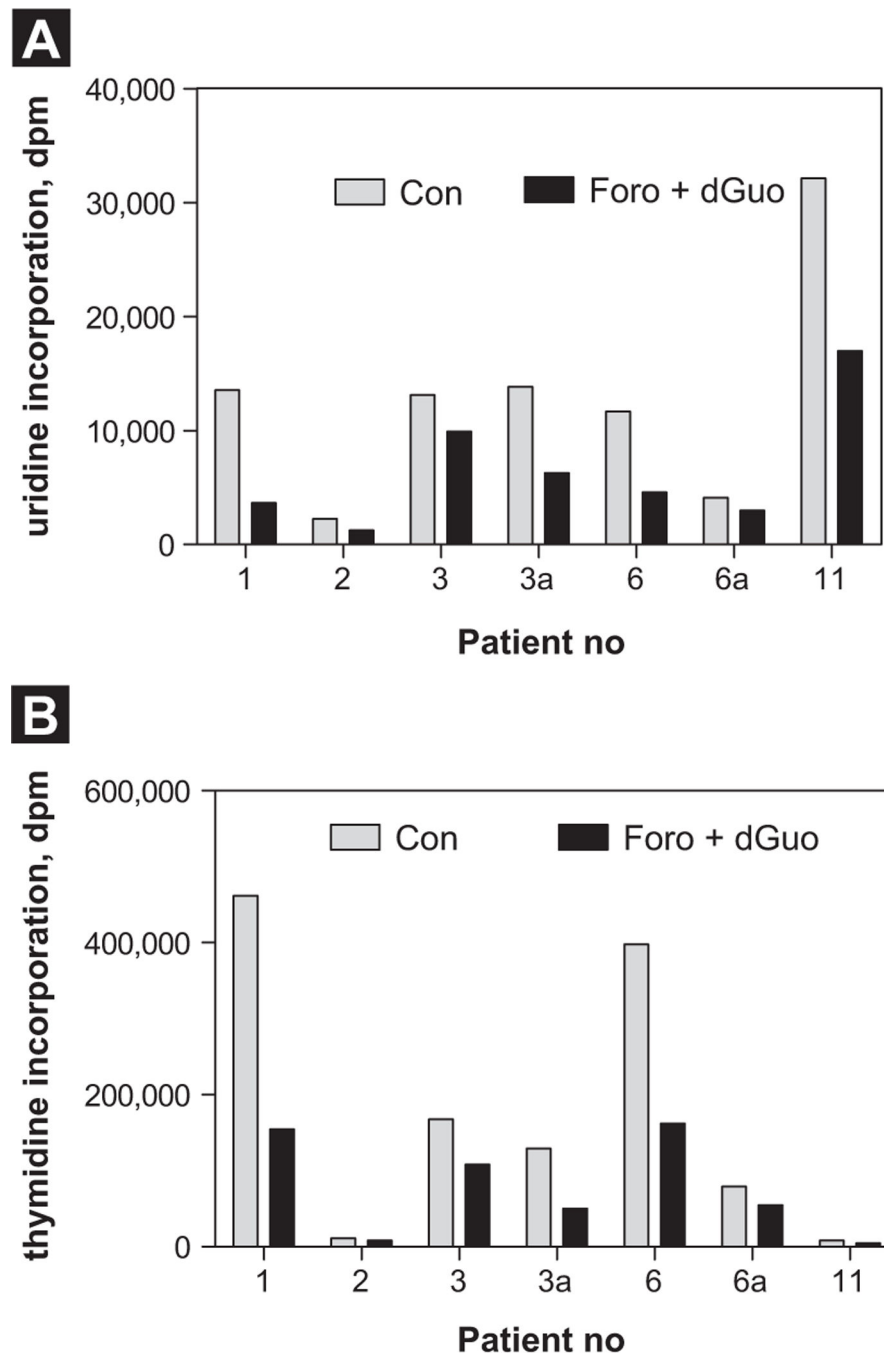 A
uridine incorporation, dpm
40,000
30,000
20,000
10,000
0
Con
Foro + dGuo
1 2 3 3a 6 6a 11
Patient no
B
thymidine incorporation, dpm
600,000
400,000
200,000
0
Con
Foro + dGuo
1 2 3 3a 6 6a 11
Patient no